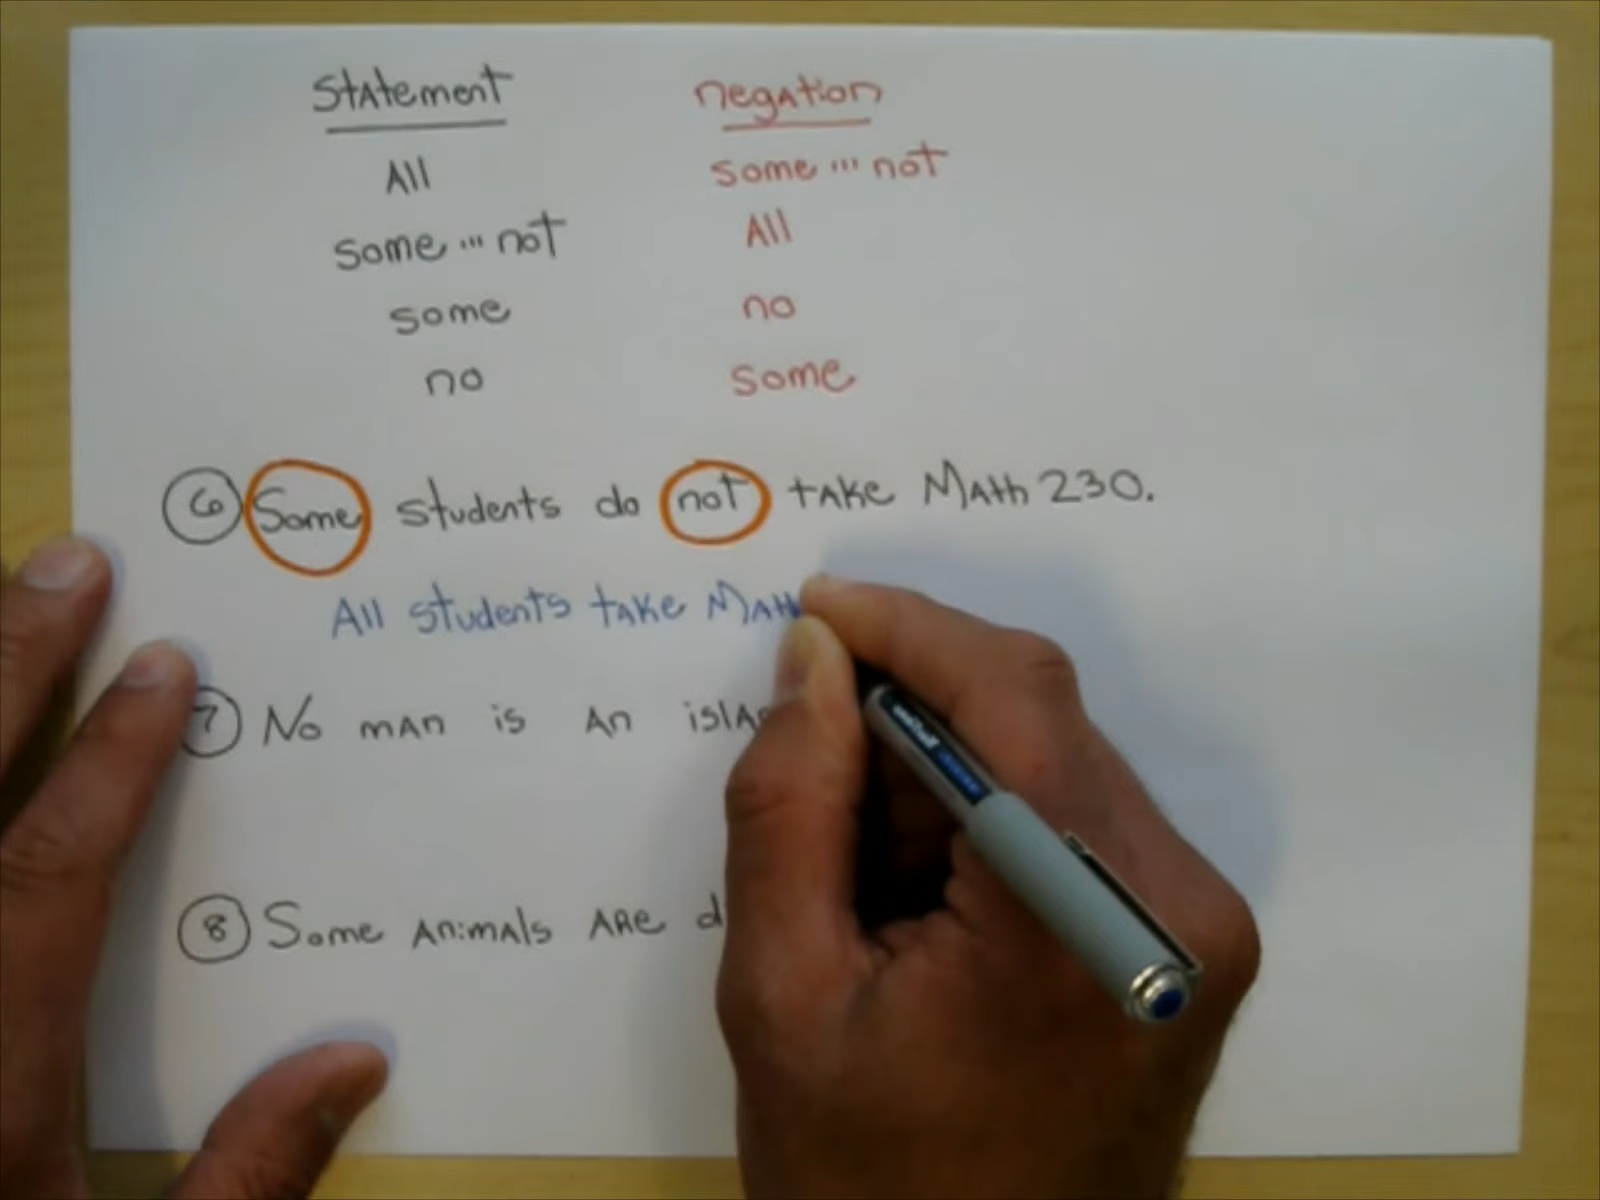 Statement negation
All some ... not
some ... not All
some no
no some
6 Some students do not take Math 230.
All students take Math
7 No man is an
8 Some animals are